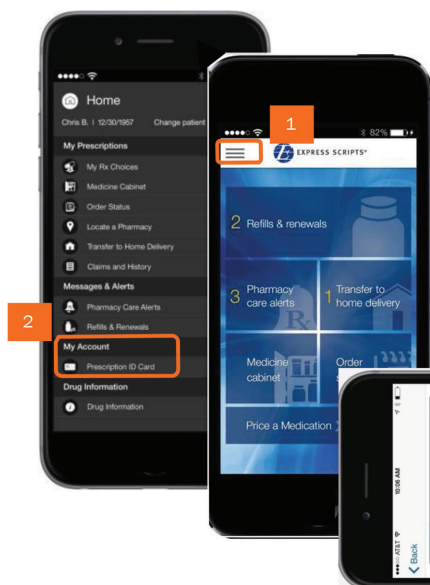 Home
Chris B. | 12/30/1957 Change patient
My Prescriptions
My Rx Choices
Medicine Cabinet
Order Status
Locate a Pharmacy
Transfer to Home Delivery
Claims and History
Messages & Alerts
Pharmacy Care Alerts
Refills & Renewals
2
My Account
Prescription ID Card
Drug Information
Drug Information
1
82%
EXPRESS SCRIPTS®
2 Refills & renewals
3 Pharmacy care alerts
1 Transfer to home delivery
Medicine cabinet
Order
Price a Medication
AT&T 10:06 AM
Back